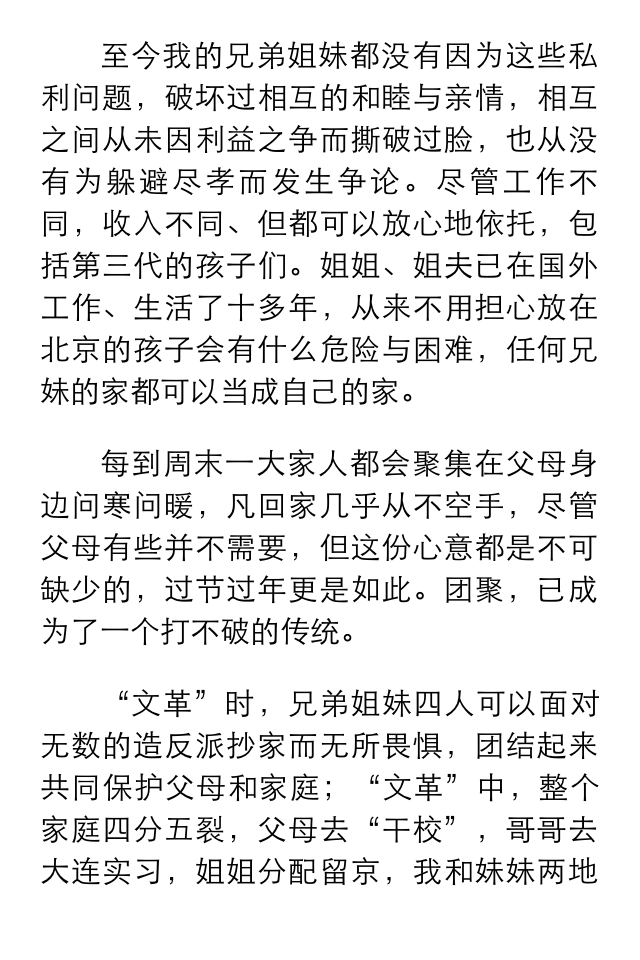 至今我的兄弟姐妹都没有因为这些私
利问题，破坏过相互的和睦与亲情，相互
之间从未因利益之争而撕破过脸，也从没
有为躲避尽孝而发生争论。尽管工作不
同，收入不同、但都可以放心地依托，包
括第三代的孩子们。姐姐、姐夫已在国外
工作、生活了十多年，从来不用担心放在
北京的孩子会有什么危险与困难，任何兄
妹的家都可以当成自己的家。
每到周末一大家人都会聚集在父母身
边问寒问暖，凡回家几乎从不空手，尽管
父母有些并不需要，但这份心意都是不可
缺少的，过节过年更是如此。团聚，已成
为了一个打不破的传统。
“文革”时，兄弟姐妹四人可以面对
无数的造反派抄家而无所畏惧，团结起来
共同保护父母和家庭；“文革”中，整个
家庭四分五裂，父母去“干校”，哥哥去
大连实习，姐姐分配留京，我和妹妹两地